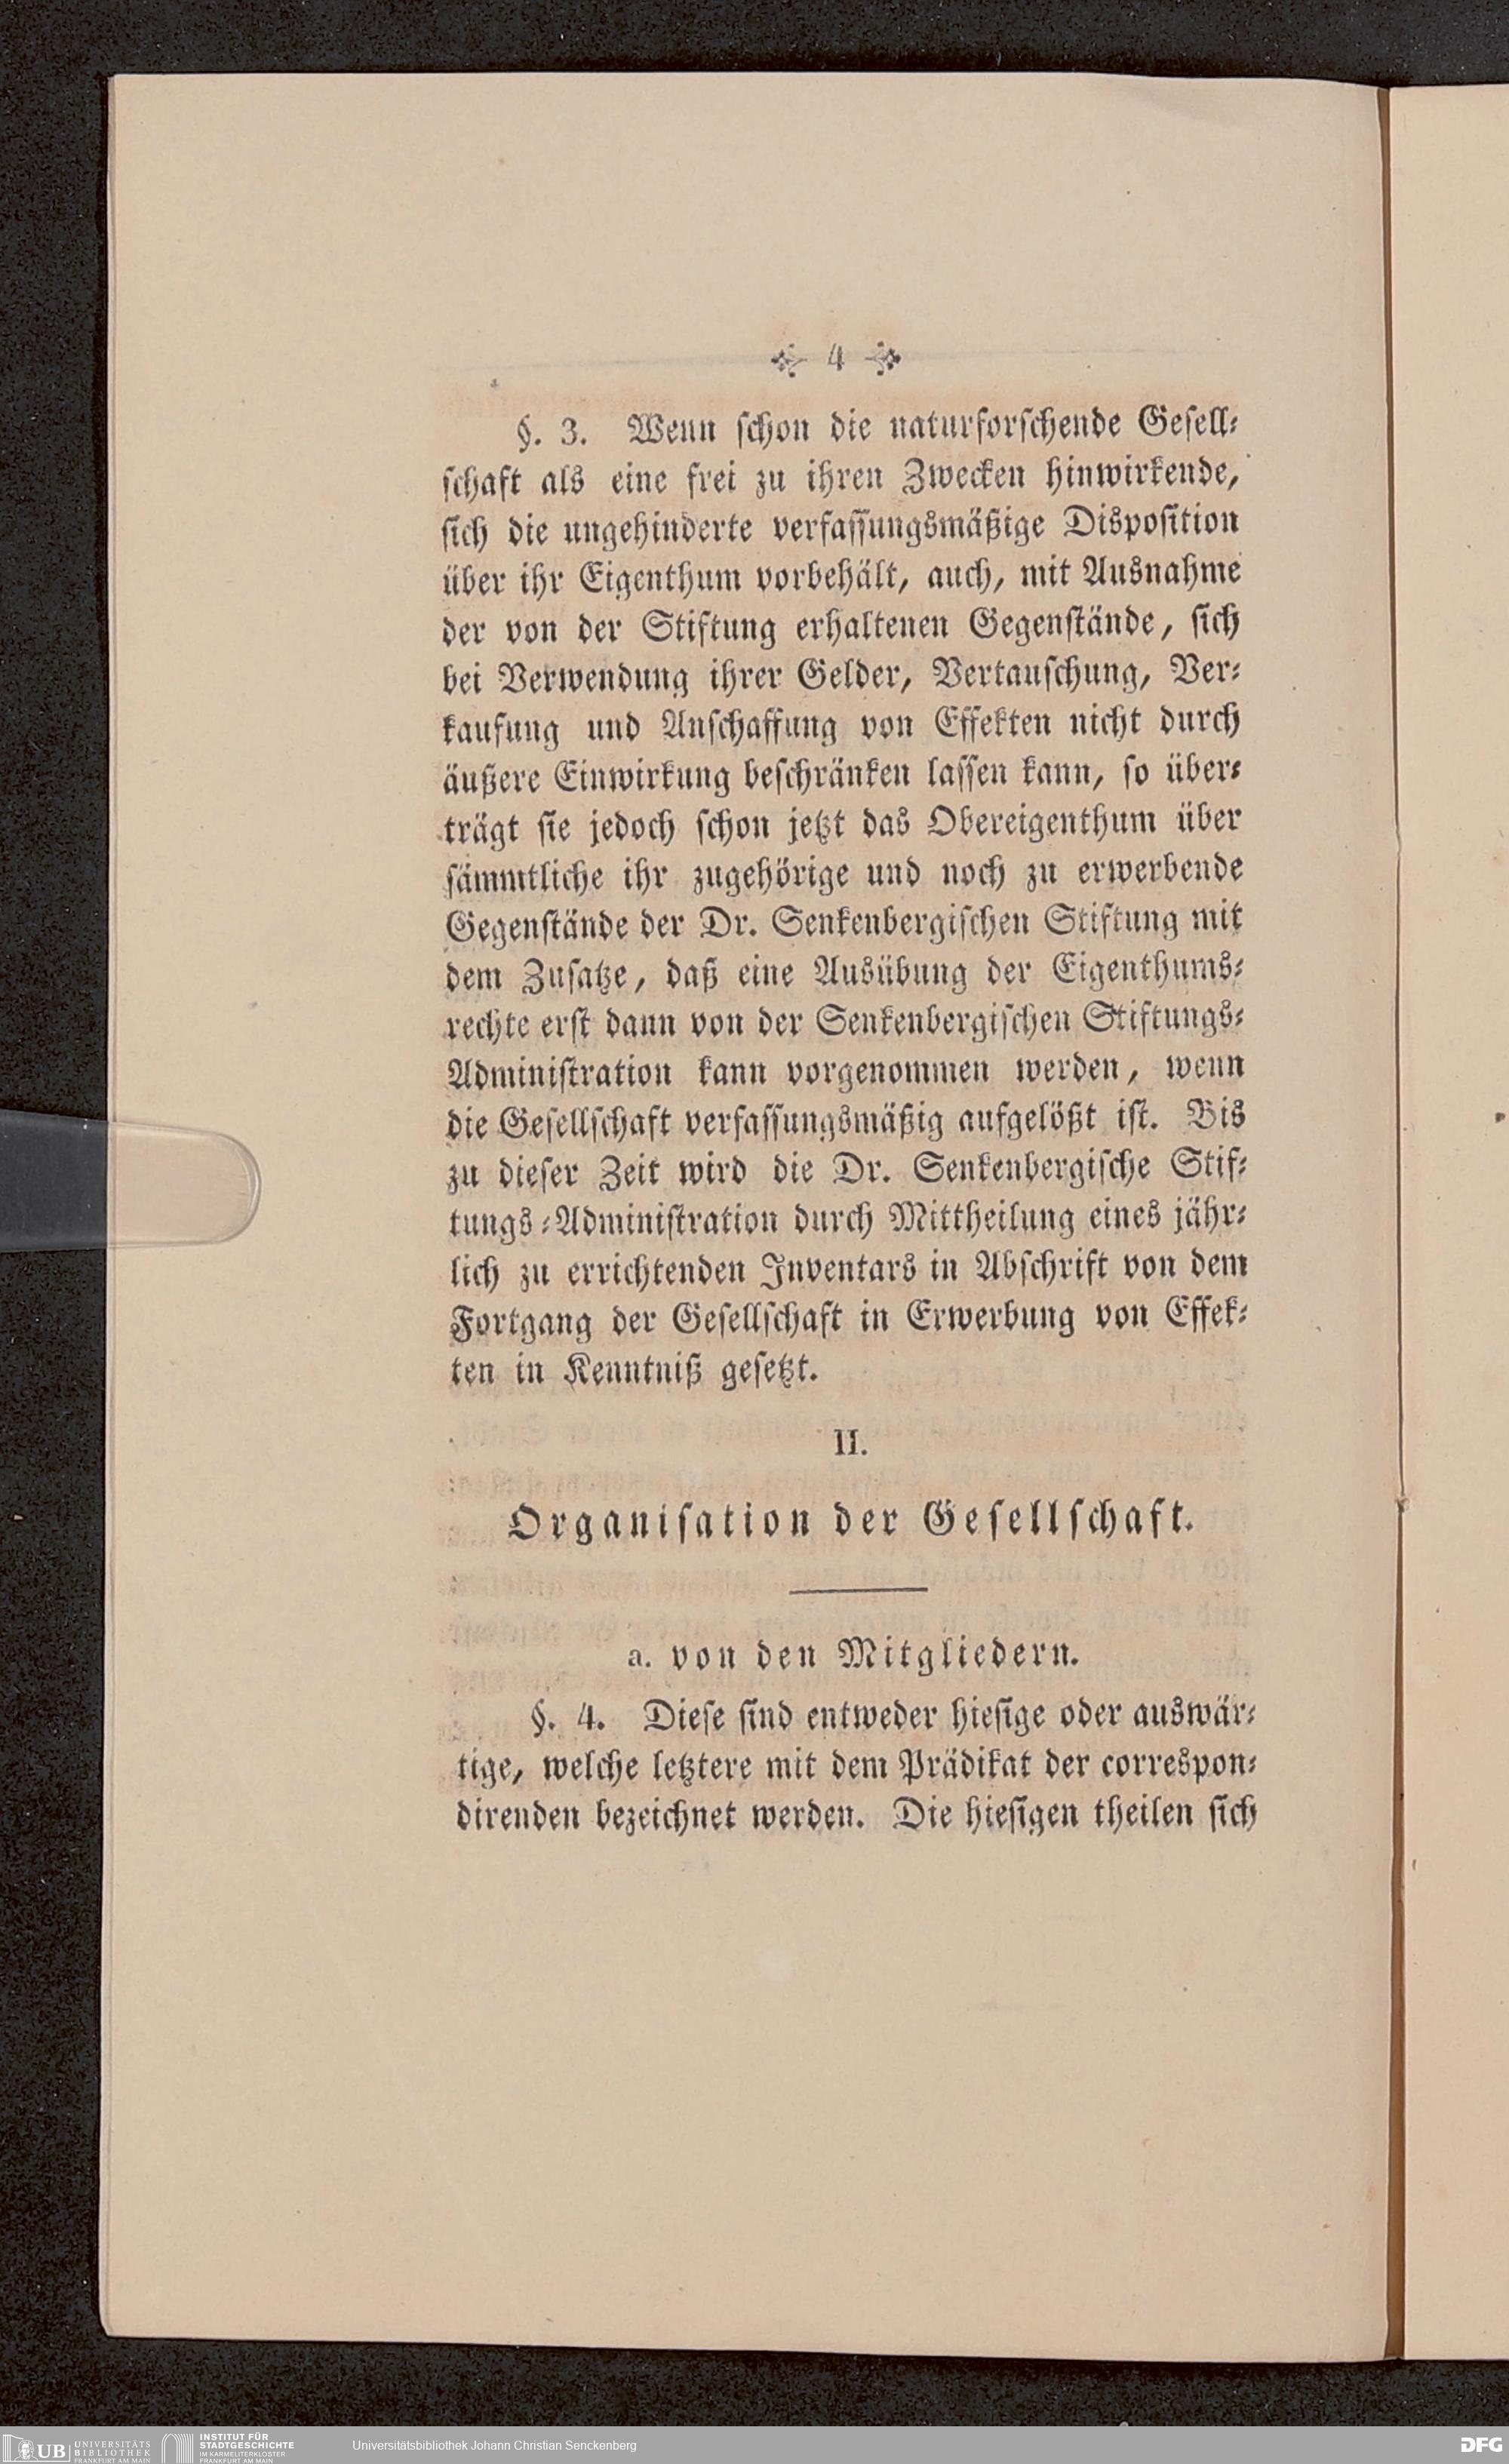 4
§. 3. Wenn schon die naturforschende Gesell-
schaft als eine frei zu ihren Zwecken hinwirkende,
sich die ungehinderte verfassungsmäßige Disposition
über ihr Eigenthum vorbehält, auch, mit Ausnahme
der von der Stiftung erhaltenen Gegenstände, sich
bei Verwendung ihrer Gelder, Vertauschung, Ver-
kaufung und Anschaffung von Effekten nicht durch
äußere Einwirkung beschränken lassen kann, so über-
trägt sie jedoch schon jetzt das Obereigenthum über
sämmtliche ihr zugehörige und noch zu erwerbende
Gegenstände der Dr. Senkenbergischen Stiftung mit
dem Zusatze, daß eine Ausübung der Eigenthums-
rechte erst dann von der Senkenbergischen Stiftungs-
Administration kann vorgenommen werden, wenn
die Gesellschaft verfassungsmäßig aufgelößt ist. Bis
zu dieser Zeit wird die Dr. Senkenbergische Stif-
tungs-Administration durch Mittheilung eines jähr-
lich zu errichtenden Inventars in Abschrift von dem
Fortgang der Gesellschaft in Erwerbung von Effek-
ten in Kenntniß gesetzt.
II.
Organisation der Gesellschaft.
a. von den Mitgliedern.
§. 4. Diese sind entweder hiesige oder auswär-
tige, welche letztere mit dem Prädikat der correspon-
direnden bezeichnet werden. Die hiesigen theilen sich
UB UNIVERSITÄTS
BIBLIOTHEK
FRANKFURT AM MAIN
INSTITUT FÜR
STADTGESCHICHTE
IM KARMELITERKLOSTER
FRANKFURT AM MAIN
Universitätsbibliothek Johann Christian Senckenberg
DFG